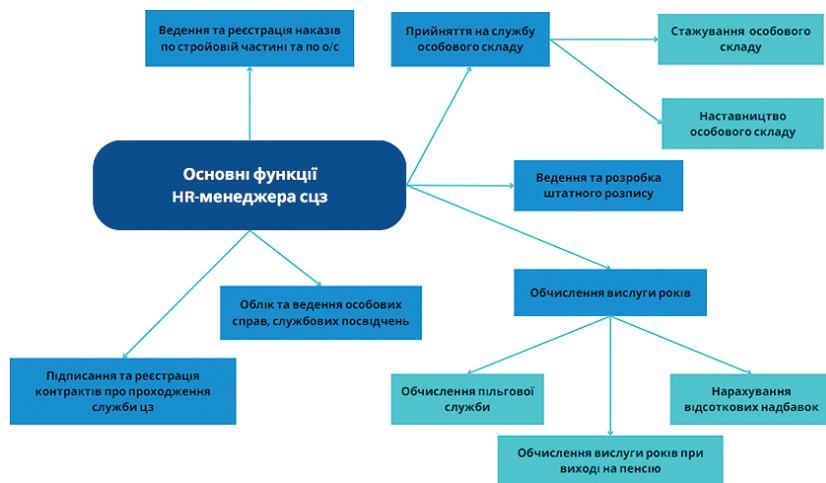 Ведення та реєстрація наказів
по стройовій частині та по о/с
Прийняття на службу
особового складу
Стажування особового
складу
Наставництво
особового складу
Основні функції
HR-менеджера сцз
Ведення та розробка
штатного розпису
Облік та ведення особових
справ, службових посвідчень
Обчислення вислуги років
Підписання та реєстрація
контрактів про проходження
служби цз
Обчислення пільгової
служби
Нарахування
відсоткових надбавок
Обчислення вислуги років при
виході на пенсію